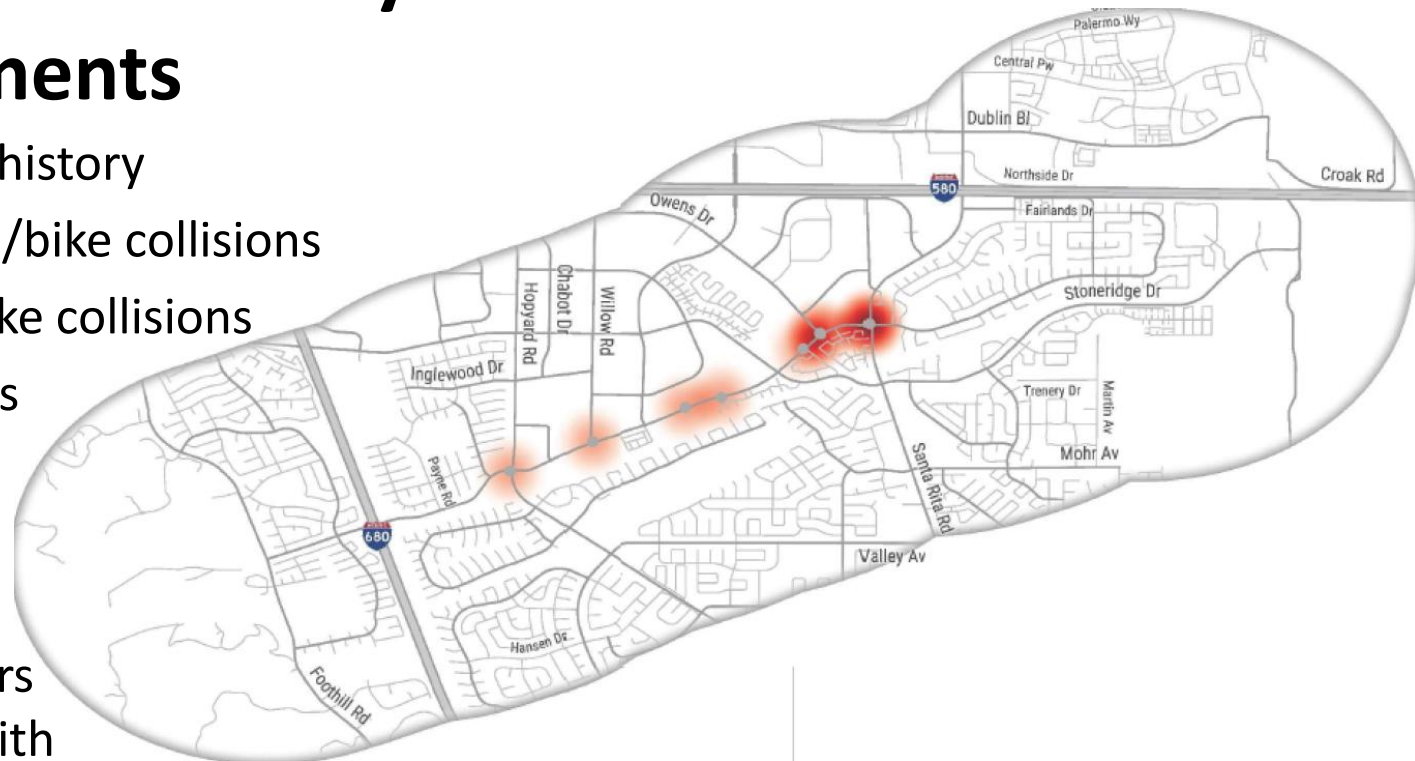 ments
history
/bike collisions
ke collisions
s
rs
ith
Palermo Wy
Central Pw
Dublin Bl
Northside Dr
Croak Rd
580
Owens Dr
Fairlands Dr
Stoneridge Dr
Chabot Dr
Hopyard Rd
Willow Rd
Inglewood Dr
Trenery Dr
Martin Av
Mohr Av
Payne Rd
Santa Rita Rd
680
Valley Av
Hansen Dr
Foothill Rd